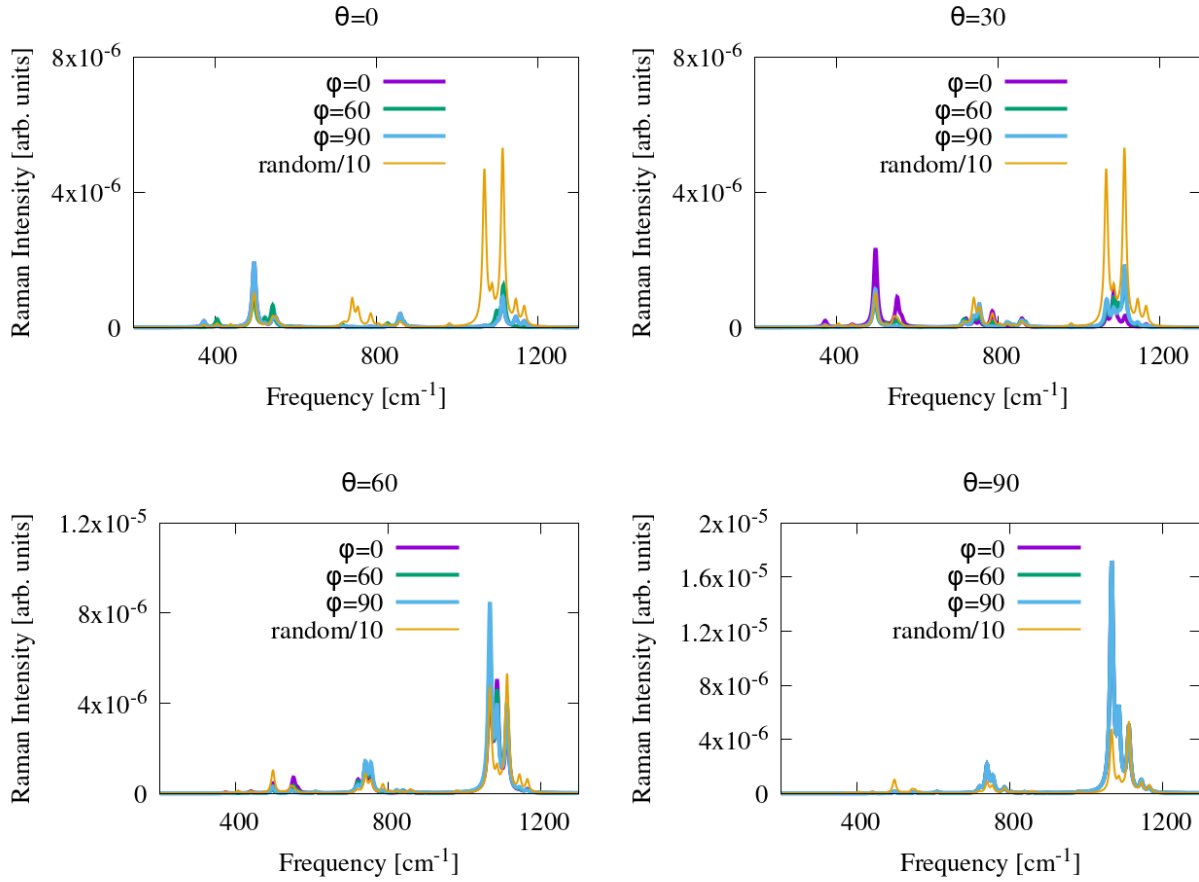 θ=0
Raman Intensity [arb. units]
8x10⁻⁶
4x10⁻⁶
0
φ=0
φ=60
φ=90
random/10
400 800 1200
Frequency [cm⁻¹]
θ=30
Raman Intensity [arb. units]
8x10⁻⁶
4x10⁻⁶
0
φ=0
φ=60
φ=90
random/10
400 800 1200
Frequency [cm⁻¹]
θ=60
Raman Intensity [arb. units]
1.2x10⁻⁵
8x10⁻⁶
4x10⁻⁶
0
φ=0
φ=60
φ=90
random/10
400 800 1200
Frequency [cm⁻¹]
θ=90
Raman Intensity [arb. units]
2x10⁻⁵
1.6x10⁻⁵
1.2x10⁻⁵
8x10⁻⁶
4x10⁻⁶
0
φ=0
φ=60
φ=90
random/10
400 800 1200
Frequency [cm⁻¹]